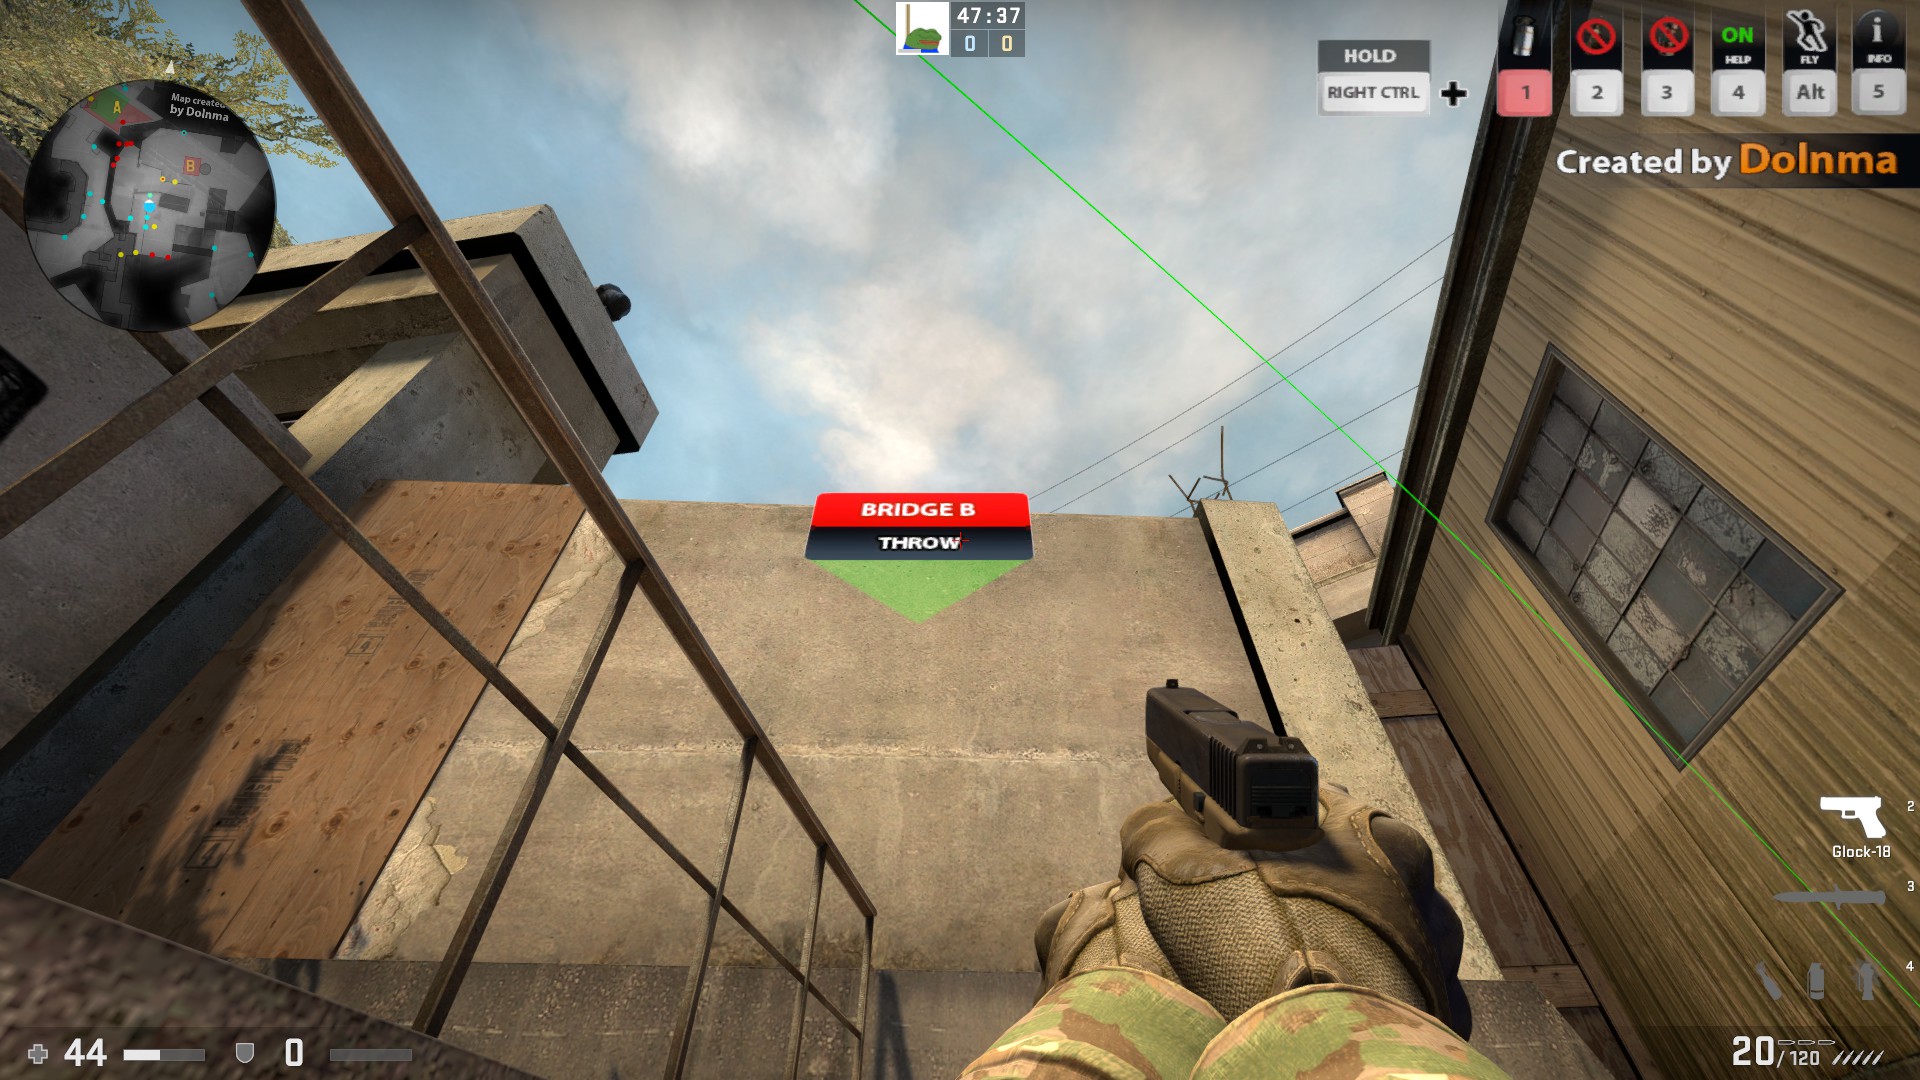 47:37
0 0
HOLD
RIGHT CTRL
ON
HELP
FLY
INFO
1
2
3
4
Alt
5
Created by Dolnma
Map created
by Dolnma
A
B
BRIDGE B
THROW
2
Glock-18
3
4
44
0
20/120